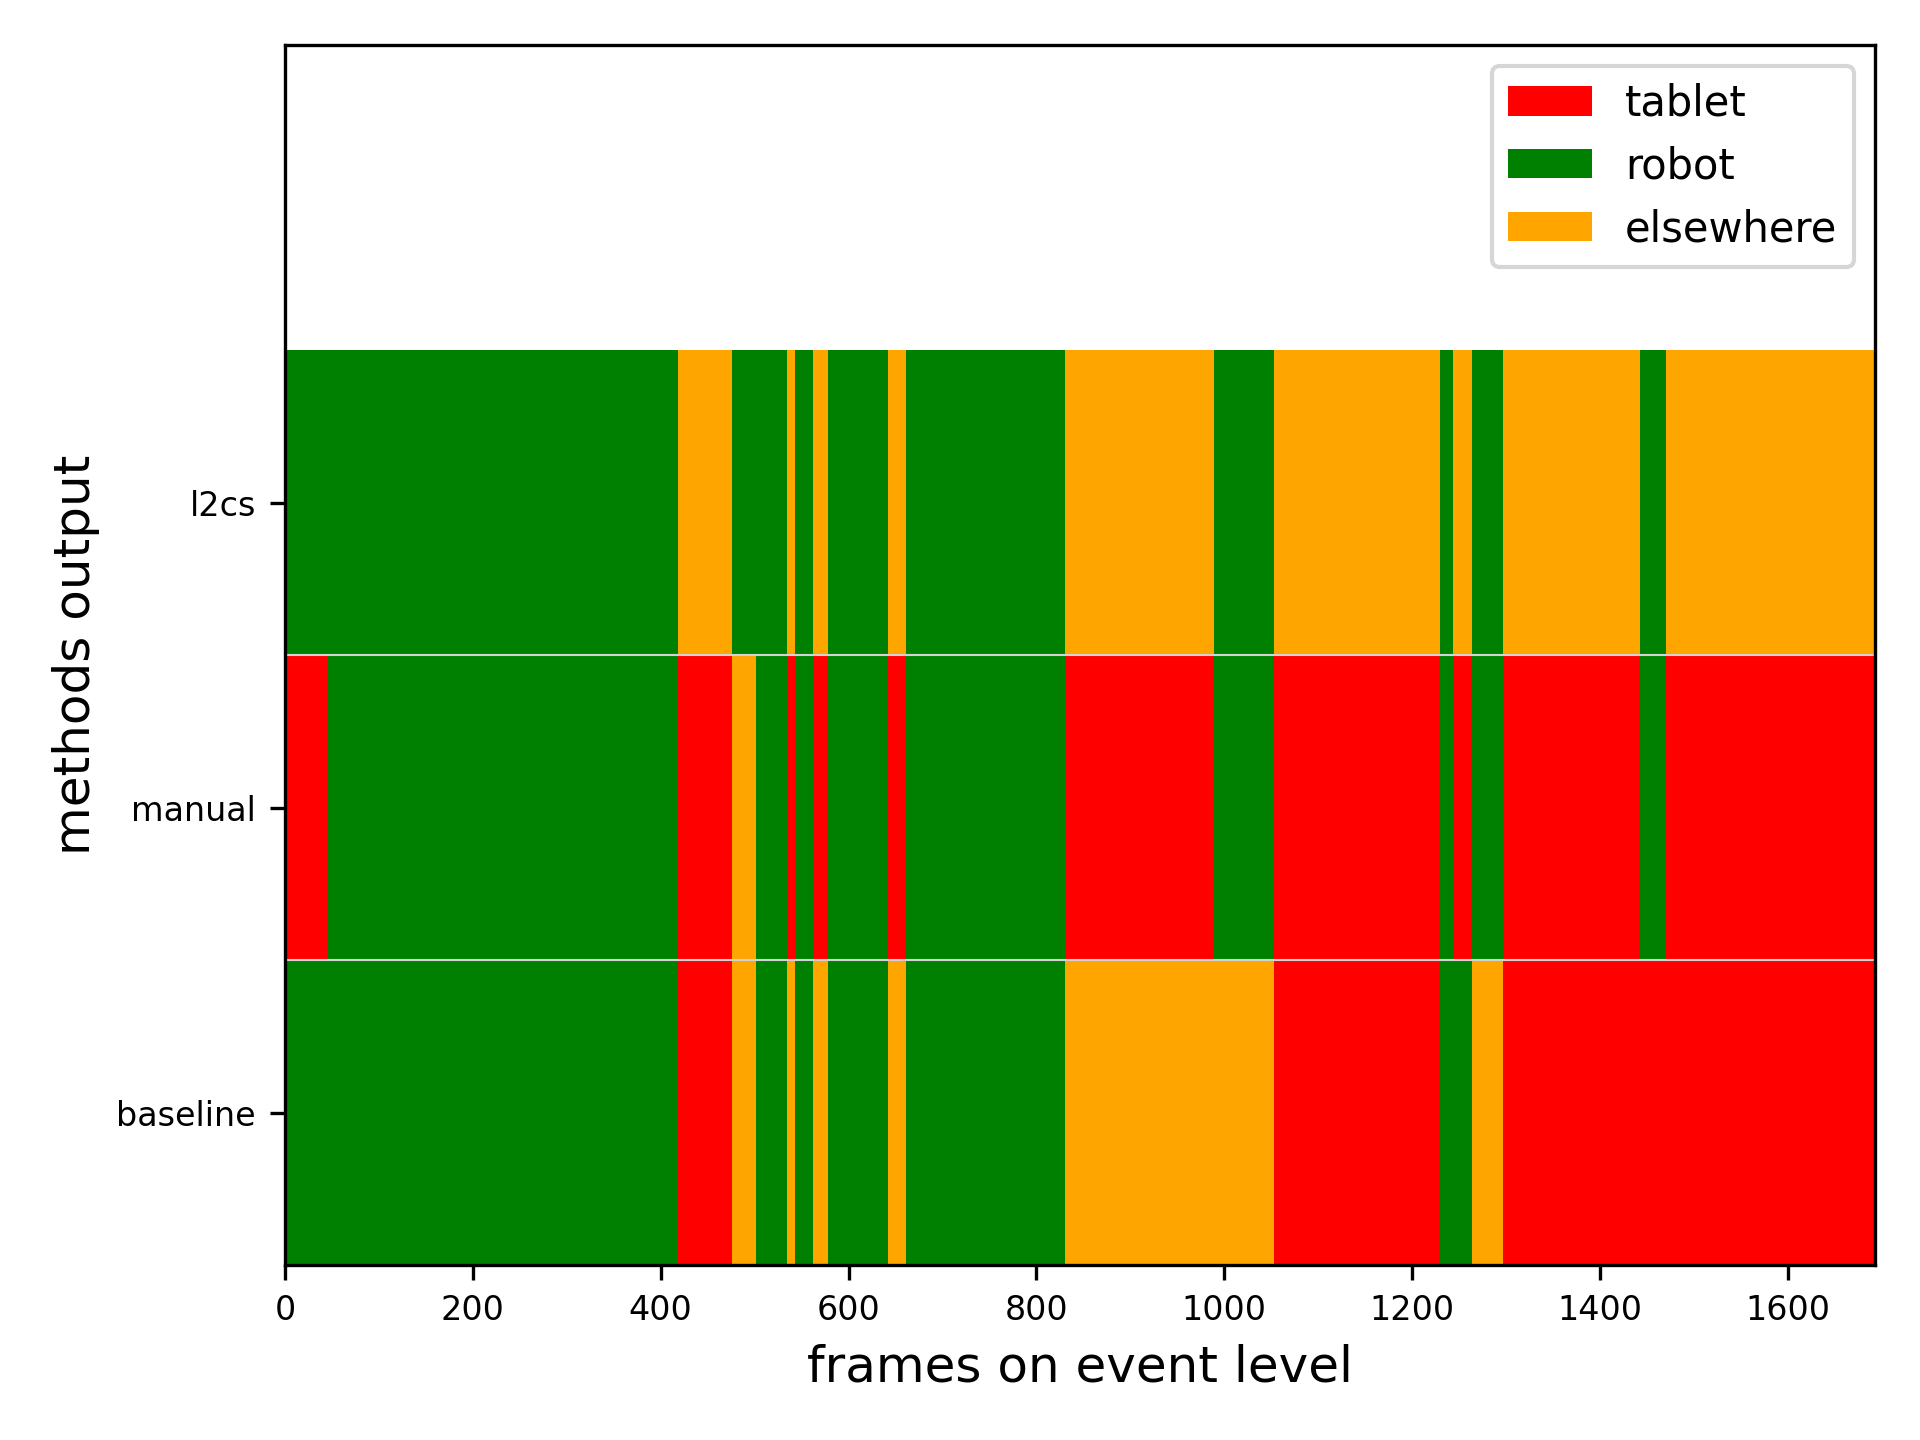 tablet
robot
elsewhere
methods output
l2cs
manual
baseline
0 200 400 600 800 1000 1200 1400 1600
frames on event level